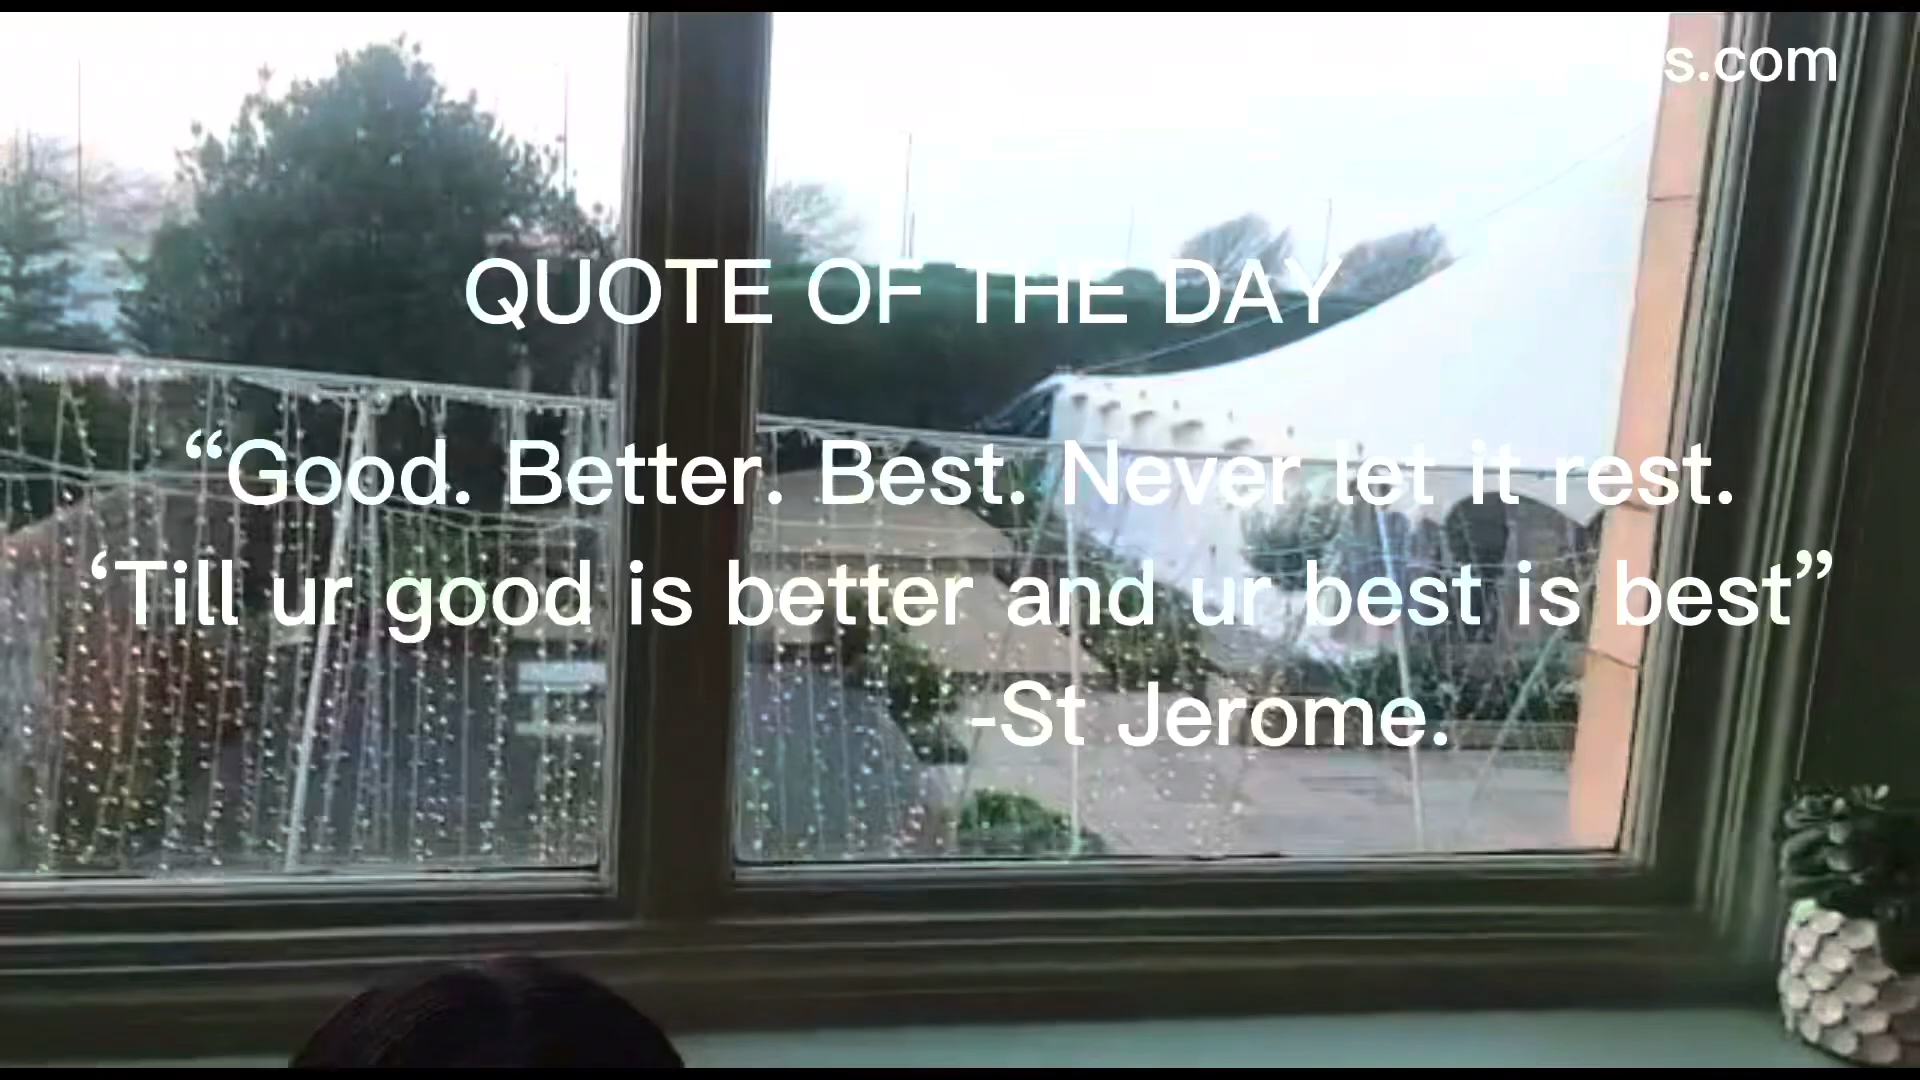 s.com
QUOTE OF THE DAY
“Good. Better. Best. Never let it rest.
‘Till ur good is better and ur best is best”
-St Jerome.